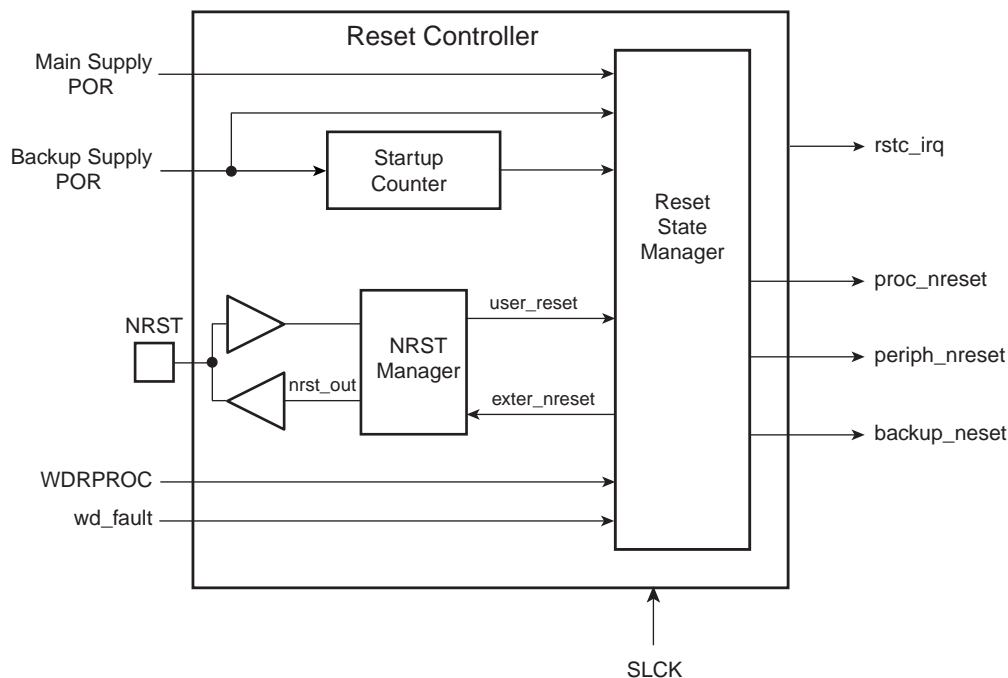 Reset Controller
Main Supply
POR
Backup Supply
POR
Startup
Counter
Reset
State
Manager
rstc_irq
proc_nreset
periph_nreset
backup_neset
NRST
user_reset
NRST
Manager
nrst_out
exter_nreset
WDRPROC
wd_fault
SLCK